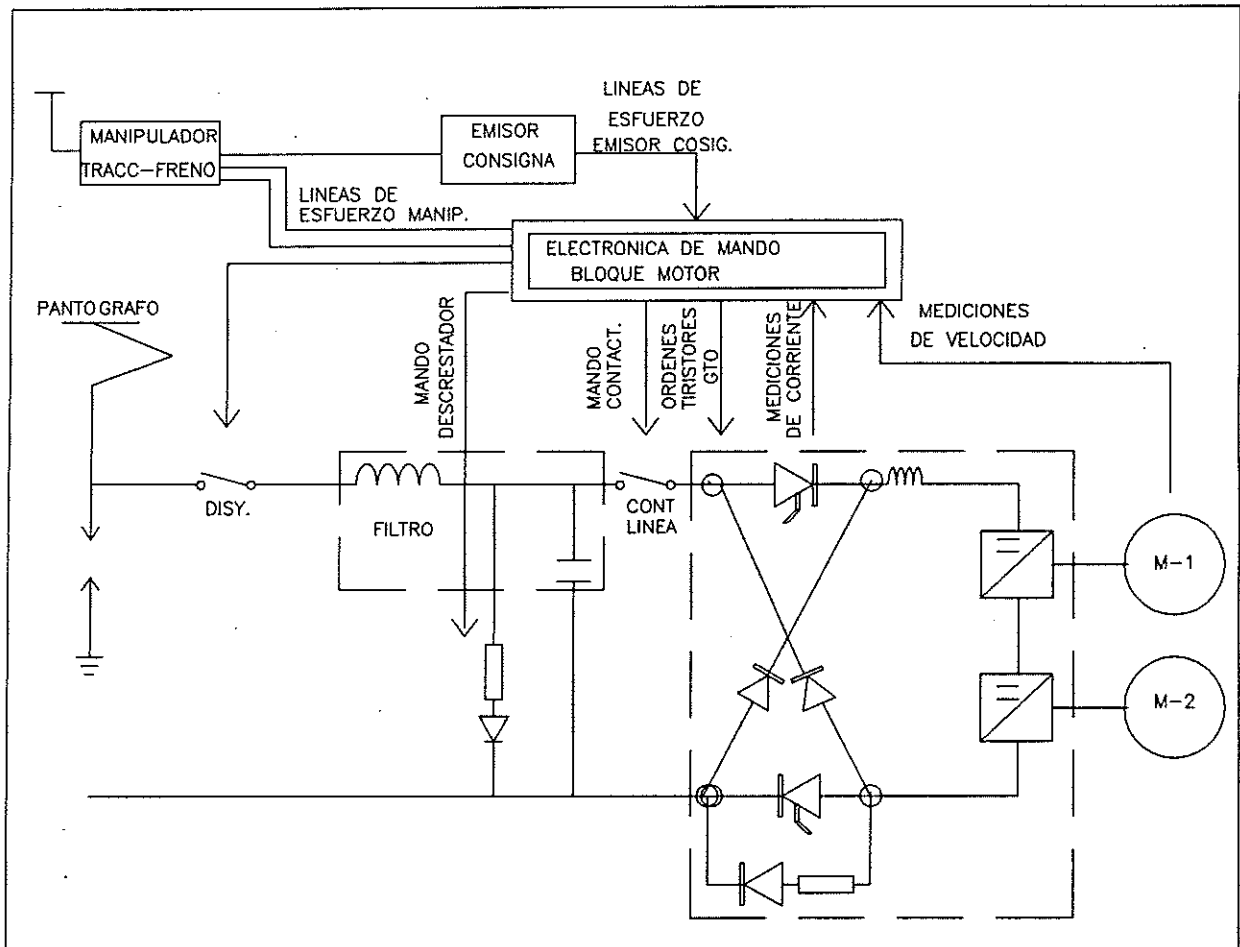 LINEAS DE
ESFUERZO
EMISOR COSIG.
MANIPULADOR
TRACC-FRENO
EMISOR
CONSIGNA
LINEAS DE
ESFUERZO MANIP.
ELECTRONICA DE MANDO
BLOQUE MOTOR
PANTOGRAFO
MANDO
DESCRESTADOR
MANDO
CONTACT.
ORDENES
TIRISTORES
GTO
MEDICIONES
DE CORRIENTE
MEDICIONES
DE VELOCIDAD
DISY.
FILTRO
CONT
LINEA
M-1
M-2